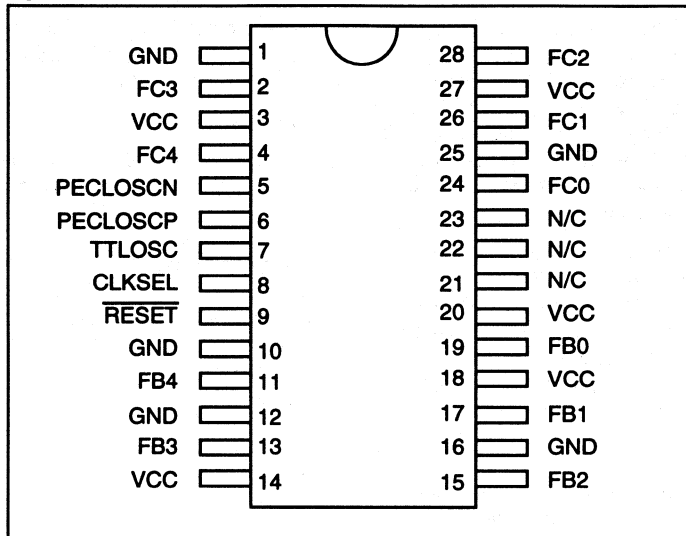 GND 1 28 FC2
FC3 2 27 VCC
VCC 3 26 FC1
FC4 4 25 GND
PECLOSCN 5 24 FC0
PECLOSCP 6 23 N/C
TTLOSC 7 22 N/C
CLKSEL 8 21 N/C
RESET 9 20 VCC
GND 10 19 FB0
FB4 11 18 VCC
GND 12 17 FB1
FB3 13 16 GND
VCC 14 15 FB2